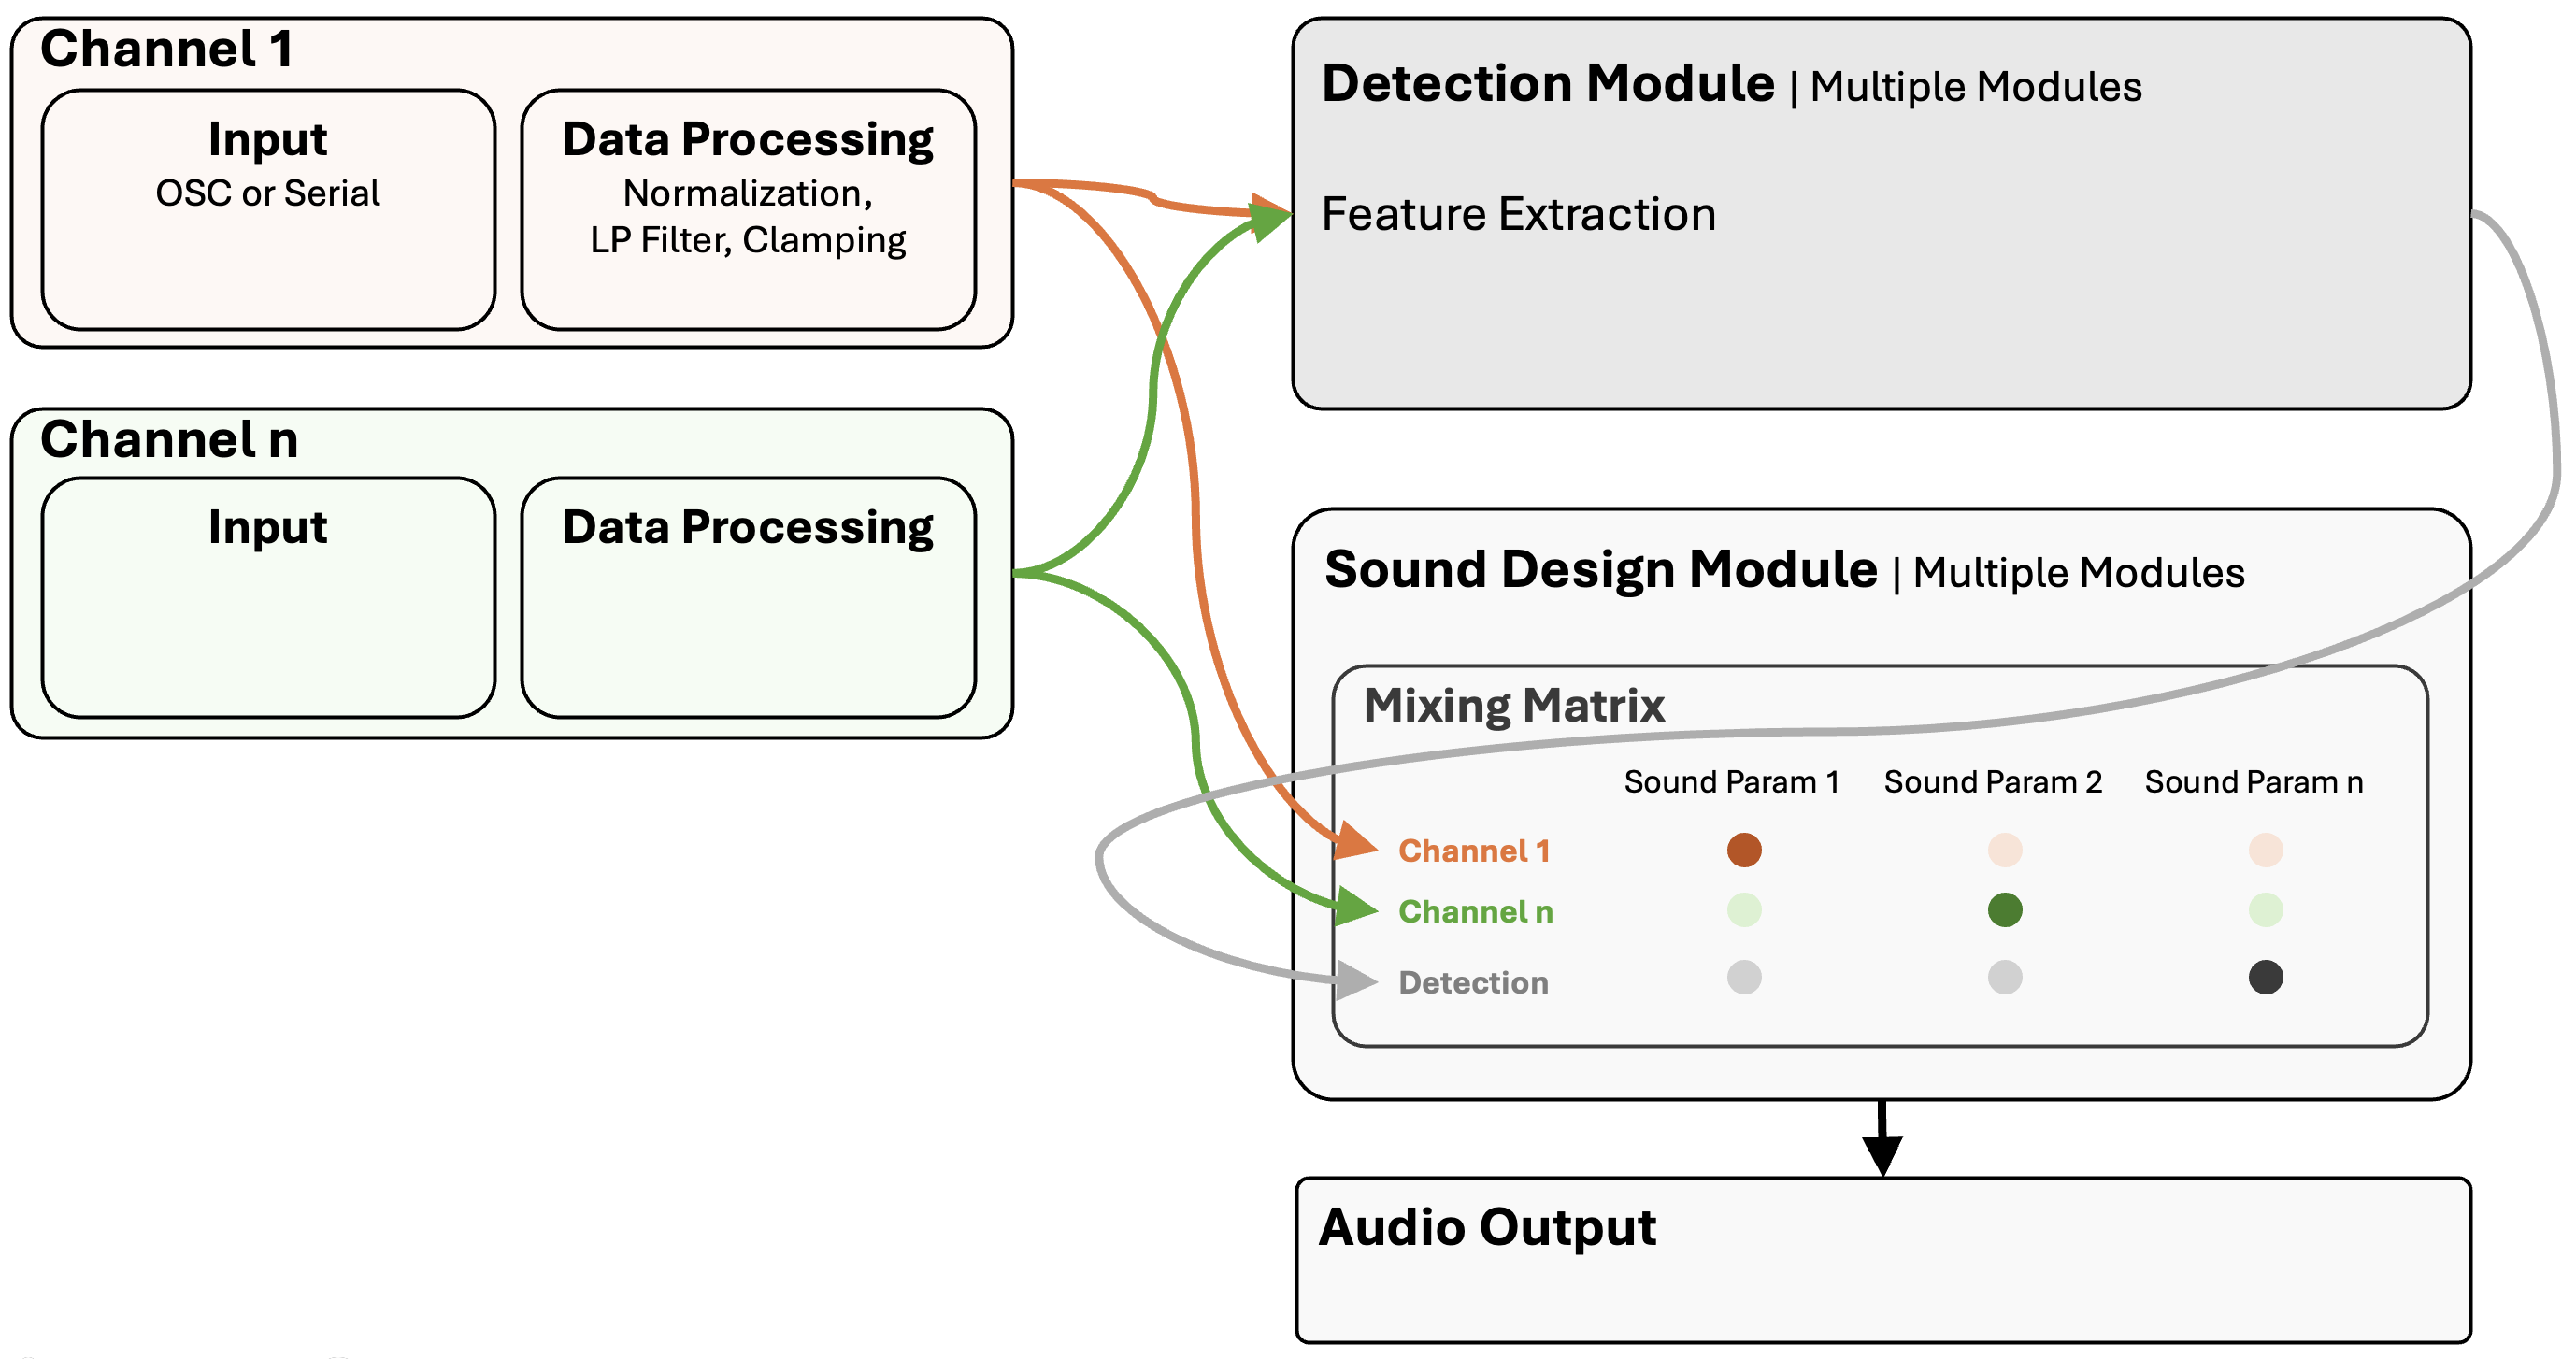 Channel 1
Input
OSC or Serial
Data Processing
Normalization,
LP Filter, Clamping
Channel n
Input
Data Processing
Detection Module | Multiple Modules
Feature Extraction
Sound Design Module | Multiple Modules
Mixing Matrix
Sound Param 1 Sound Param 2 Sound Param n
Channel 1
Channel n
Detection
Audio Output